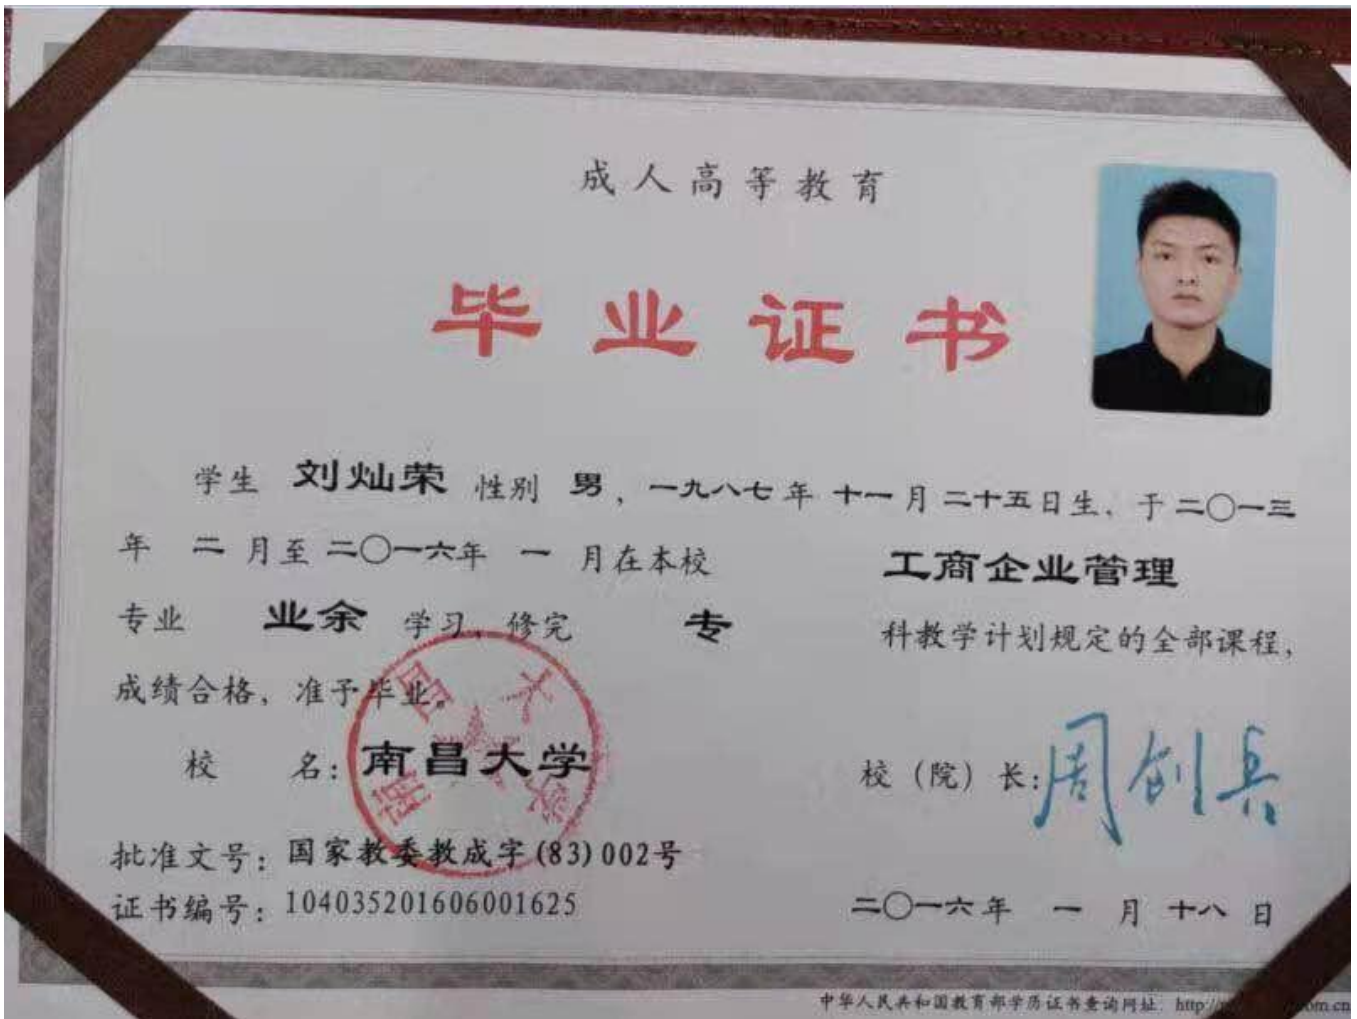 成人高等教育
毕业证书
学生 刘灿荣 性别 男，一九八七年 十一月 二十五日生，于二〇一三
年 二 月至 二〇一六年 一 月在本校 工商企业管理
专业 业余 学习，修完 专 科教学计划规定的全部课程，
成绩合格，准予毕业。
校 名：南昌大学
校（院）长：周创兵
批准文号：国家教委教成字(83)002号
证书编号：104035201606001625
二〇一六年 一 月 十八 日
南昌大学
中华人民共和国教育部学历证书查询网址：http://